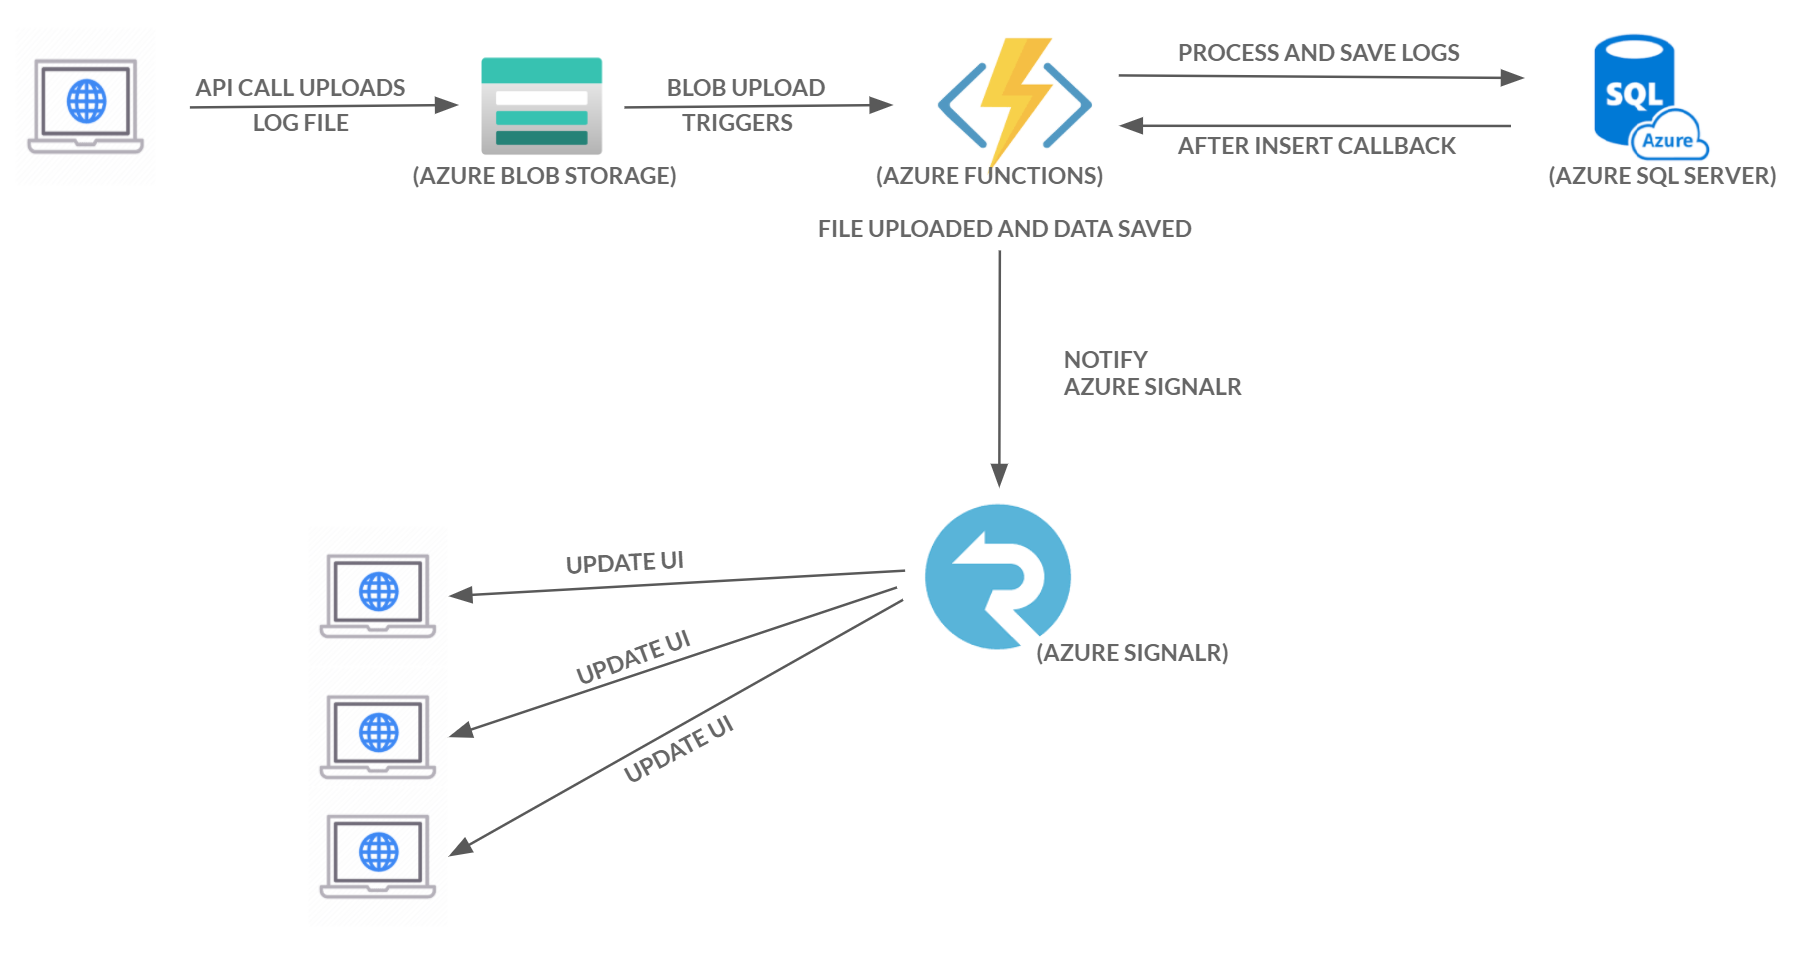 API CALL UPLOADS
LOG FILE
(AZURE BLOB STORAGE)
BLOB UPLOAD
TRIGGERS
(AZURE FUNCTIONS)
PROCESS AND SAVE LOGS
AFTER INSERT CALLBACK
SQL
Azure
(AZURE SQL SERVER)
FILE UPLOADED AND DATA SAVED
NOTIFY
AZURE SIGNALR
(AZURE SIGNALR)
UPDATE UI
UPDATE UI
UPDATE UI